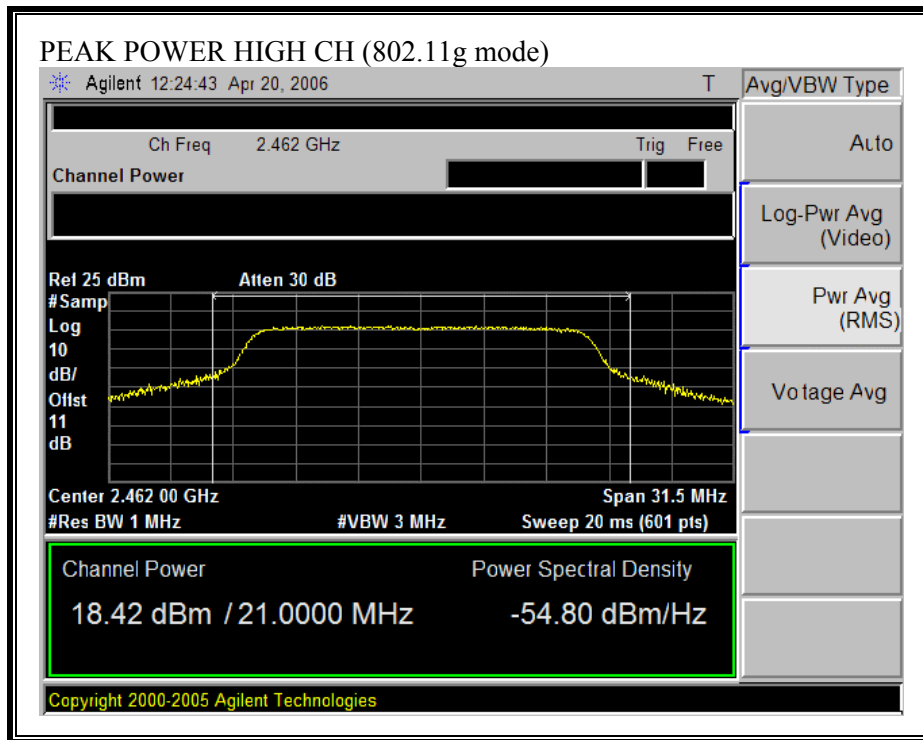 PEAK POWER HIGH CH (802.11g mode)
Agilent 12:24:43 Apr 20, 2006 T
Avg/VBW Type
Ch Freq 2.462 GHz Trig Free
Channel Power
Auto
Log-Pwr Avg
(Video)
Ref 25 dBm Atten 30 dB
#Samp
Log
10
dB/
Offst
11
dB
Pwr Avg
(RMS)
Votage Avg
Center 2.462 00 GHz Span 31.5 MHz
#Res BW 1 MHz #VBW 3 MHz Sweep 20 ms (601 pts)
Channel Power Power Spectral Density
18.42 dBm / 21.0000 MHz -54.80 dBm/Hz
Copyright 2000-2005 Agilent Technologies